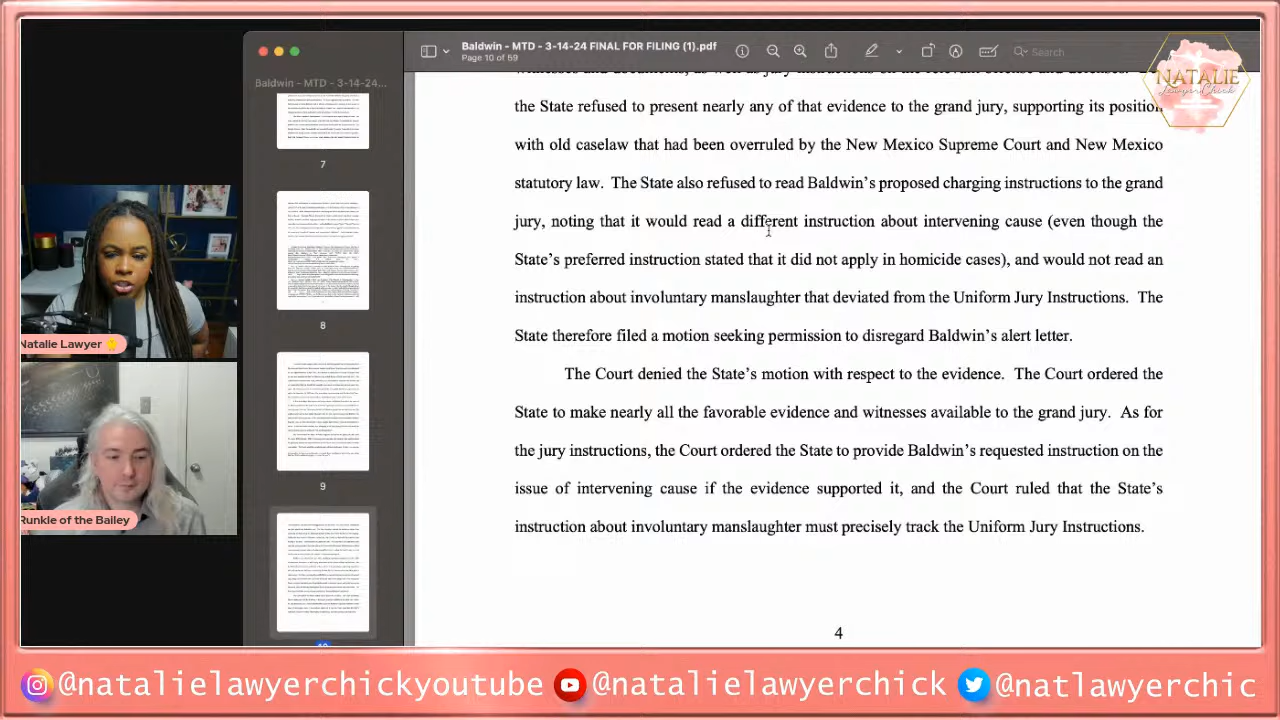 Baldwin - MTD - 3-14-24 FINAL FOR FILING (1).pdf
Page 10 of 59
Search
Baldwin - MTD - 3-14-24...
7
8
9
NATALIE
LawyerChick
the State refused to present nearly any of that evidence to the grand jury, supporting its position
with old caselaw that had been overruled by the New Mexico Supreme Court and New Mexico
statutory law. The State also refused to read Baldwin's proposed charging instructions to the grand
jury, noting that it would read a different instruction about intervening cause (even though the
State's preferred instruction stated that it did not apply in homicide cases), and would not read an
instruction about involuntary manslaughter that deviated from the Uniform Jury Instructions. The
State therefore filed a motion seeking permission to disregard Baldwin's alert letter.
The Court denied the State's motion with respect to the evidence. The Court ordered the
State to make nearly all the favorable evidence and witnesses available to the grand jury. As for
the jury instructions, the Court ordered the State to provide Baldwin's requested instruction on the
issue of intervening cause if the evidence supported it, and the Court ruled that the State's
instruction about involuntary manslaughter must precisely track the Uniform Jury Instructions.
4
Natalie Lawyer
Runkle of the Bailey
@natalielawyerchickyoutube @natalielawyerchick @natlawyerchic